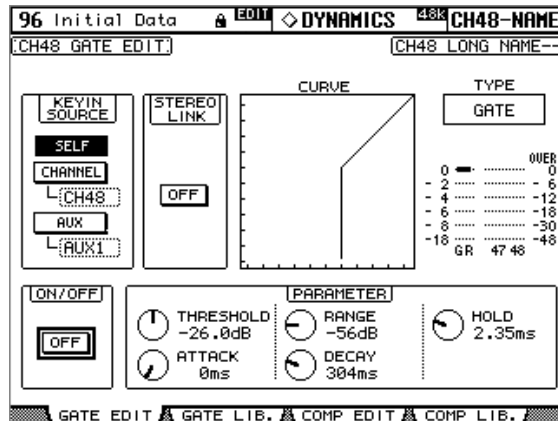 96 Initial Data EDIT ◇DYNAMICS 48K CH48-NAME
CH48 GATE EDIT CH48 LONG NAME--
KEYIN SOURCE
STEREO LINK
CURVE
TYPE
GATE
SELF
CHANNEL
CH48
AUX
AUX1
OFF
OVER
0 0
- 2 - 6
- 4 -12
- 6 -18
- 8 -30
-18 -48
GR 47 48
ON/OFF
OFF
PARAMETER
THRESHOLD
-26.0dB
RANGE
-56dB
HOLD
2.35ms
ATTACK
0ms
DECAY
304ms
GATE EDIT GATE LIB. COMP EDIT COMP LIB.